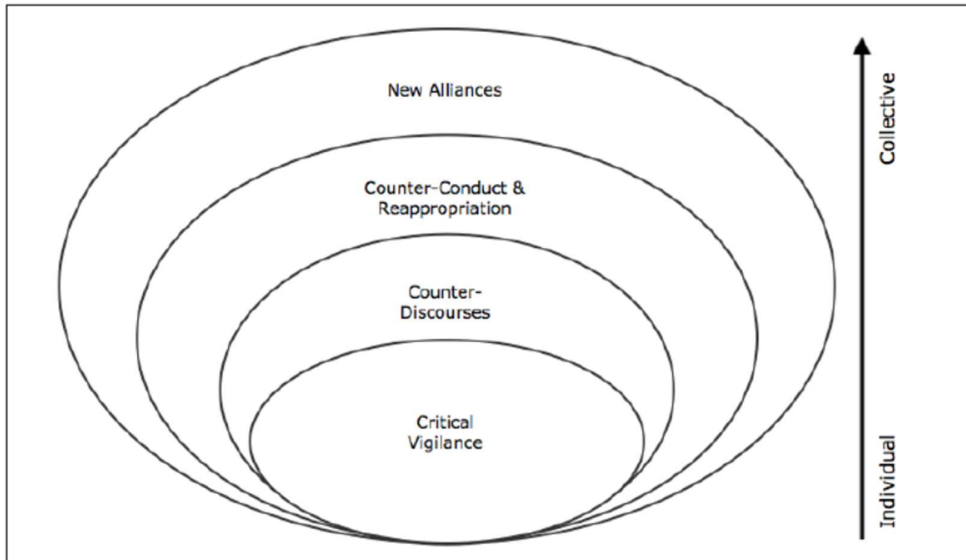 New Alliances
Counter-Conduct &
Reappropriation
Counter-
Discourses
Critical
Vigilance
Collective
Individual